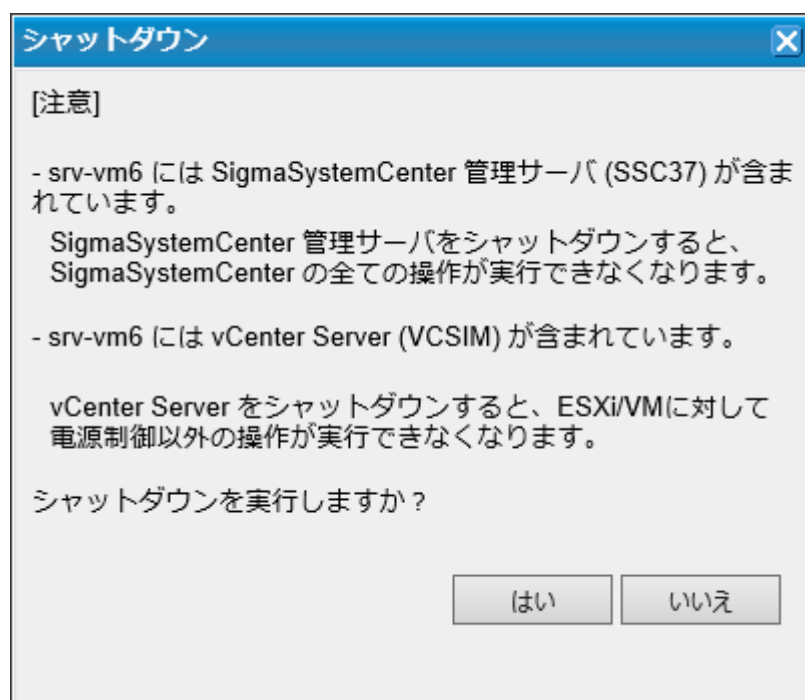 シャットダウン
[注意]
- srv-vm6 には SigmaSystemCenter 管理サーバ (SSC37) が含ま
れています。
SigmaSystemCenter 管理サーバをシャットダウンすると、
SigmaSystemCenter の全ての操作が実行できなくなります。
- srv-vm6 には vCenter Server (VCSIM) が含まれています。
vCenter Server をシャットダウンすると、ESXi/VMに対して
電源制御以外の操作が実行できなくなります。
シャットダウンを実行しますか？
はい いいえ